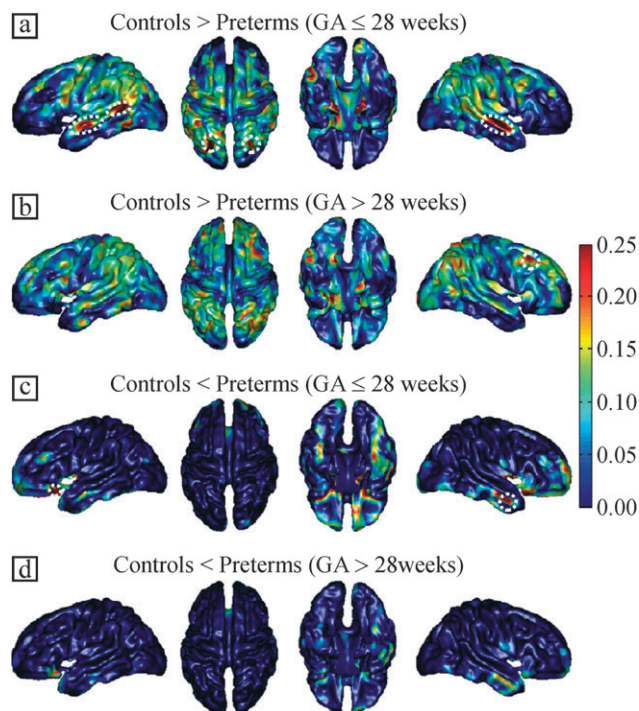 a Controls > Preterms (GA ≤ 28 weeks)
b Controls > Preterms (GA > 28 weeks)
0.25
0.20
0.15
0.10
0.05
0.00
c Controls < Preterms (GA ≤ 28 weeks)
d Controls < Preterms (GA > 28weeks)